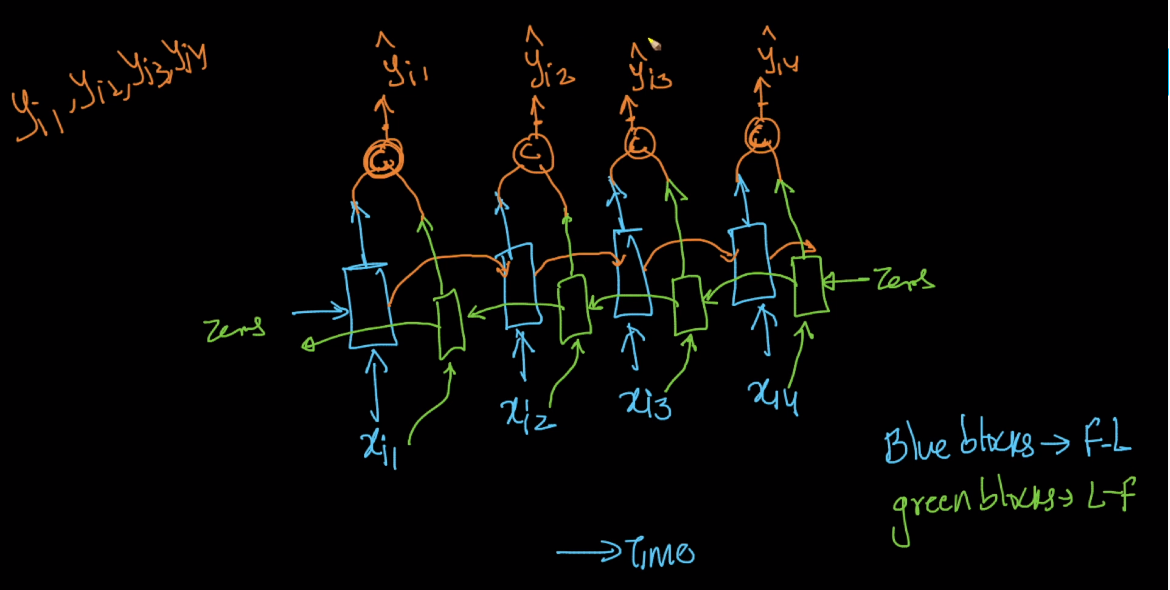 yi1, yi2, yi3, yi4
ŷi1 ŷi2 ŷi3 ŷi4
C C C C
zeros
zeros
xi1 xi2 xi3 xi4
Blue blocks → F-L
green blocks → L-f
→ Time